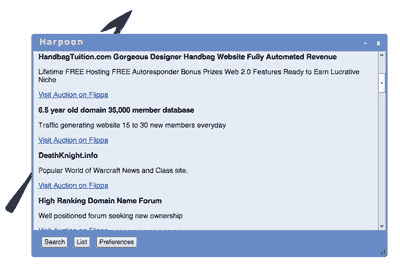 Harpoon
- x
HandbagTuition.com Gorgeous Designer Handbag Website Fully Automated Revenue
Lifetime FREE Hosting FREE Autoresponder Bonus Prizes Web 2.0 Features Ready to Earn Lucrative
Niche
Visit Auction on Flippa
6.5 year old domain 35,000 member database
Traffic generating website 15 to 30 new members everyday
Visit Auction on Flippa
DeathKnight.info
Popular World of Warcraft News and Class site.
Visit Auction on Flippa
High Ranking Domain Name Forum
Well positioned forum seeking new ownership
Visit Auction on Flippa
Search List Preferences